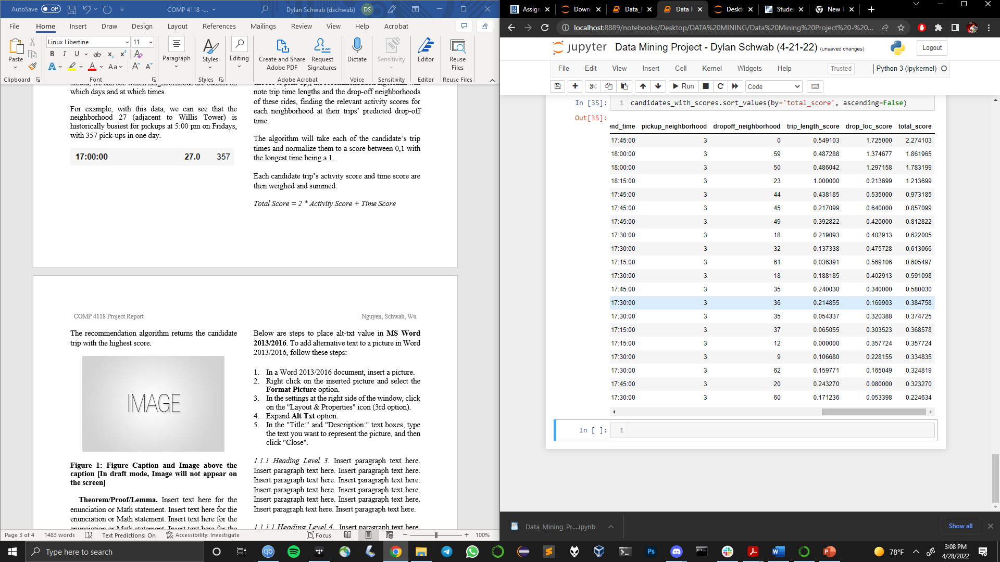 AutoSave Off COMP 4118 -... Dylan Schwab (dschwab) DS
File Home Insert Draw Design Layout References Mailings Review View Help Acrobat
Linux Libertine 11
Paste
B I U ab x₂ x²
A A Aa A A
Paragraph Styles Editing
Create and Share Adobe PDF
Request Signatures
Dictate Sensitivity Editor
Reuse Files
Clipboard Font Styles Adobe Acrobat Voice Sensitivity Editor Reuse Files
sorted, we can see which neighborhoods are busiest on
which days and at which times.
For example, with this data, we can see that the
neighborhood 27 (adjacent to Willis Tower) is
historically busiest for pickups at 5:00 pm on Fridays,
with 357 pick-ups in one day.
17:00:00 27.0 357
note trip time lengths and the drop-off neighborhoods
of these rides, finding the relevant activity scores for
each neighborhood at their trips’ predicted drop-off
time.
The algorithm will take each of the candidate’s trip
times and normalize them to a score between 0,1 with
the longest time being a 1.
Each candidate trip’s activity score and time score are
then weighed and summed:
Total Score = 2 * Activity Score + Time Score
COMP 4118 Project Report Nguyen, Schwab, Wu
The recommendation algorithm returns the candidate
trip with the highest score.
IMAGE
Figure 1: Figure Caption and Image above the
caption [In draft mode, Image will not appear on
the screen]
Theorem/Proof/Lemma. Insert text here for the
enunciation or Math statement. Insert text here for the
enunciation or Math statement. Insert text here for the
enunciation or Math statement. Insert text here for the
Below are steps to place alt-txt value in MS Word
2013/2016. To add alternative text to a picture in Word
2013/2016, follow these steps:
1. In a Word 2013/2016 document, insert a picture.
2. Right click on the inserted picture and select the
Format Picture option.
3. In the settings at the right side of the window, click
on the "Layout & Properties" icon (3rd option).
4. Expand Alt Txt option.
5. In the "Title:" and "Description:" text boxes, type
the text you want to represent the picture, and then
click "Close".
1.1.1 Heading Level 3. Insert paragraph text here.
Insert paragraph text here. Insert paragraph text here.
Insert paragraph text here. Insert paragraph text here.
Insert paragraph text here. Insert paragraph text here.
Insert paragraph text here. Insert paragraph text here.
Insert paragraph text here. Insert paragraph text here.
1.1.1.1 Heading Level 4. Insert paragraph text here.
Page 3 of 4 1483 words Text Predictions: On Accessibility: Investigate Focus 100%
Assign Downl Data_M Data M Deskto Studen New T
localhost:8889/notebooks/Desktop/DATA%20MINING/Data%20Mining%20Project%20-%20...
jupyter Data Mining Project - Dylan Schwab (4-21-22) (unsaved changes) Logout
File Edit View Insert Cell Kernel Widgets Help Trusted Python 3 (ipykernel)
Run Code
In [35]: 1 candidates_with_scores.sort_values(by='total_score', ascending=False)
Out[35]:
end_time pickup_neighborhood dropoff_neighborhood trip_length_score drop_loc_score total_score
17:45:00 3 0 0.549103 1.725000 2.274103
18:00:00 3 59 0.487288 1.374677 1.861965
18:00:00 3 50 0.486042 1.297158 1.783199
18:15:00 3 23 1.000000 0.213699 1.213699
17:45:00 3 44 0.438185 0.535000 0.973185
17:45:00 3 45 0.217099 0.640000 0.857099
17:45:00 3 49 0.392822 0.420000 0.812822
17:30:00 3 18 0.219093 0.402913 0.622005
17:30:00 3 32 0.137338 0.475728 0.613066
17:15:00 3 61 0.036391 0.569106 0.605497
17:30:00 3 18 0.188185 0.402913 0.591098
17:45:00 3 35 0.240030 0.340000 0.580030
17:30:00 3 36 0.214855 0.169903 0.384758
17:30:00 3 35 0.054337 0.320388 0.374725
17:15:00 3 37 0.065055 0.303523 0.368578
17:15:00 3 12 0.000000 0.357724 0.357724
17:30:00 3 9 0.106680 0.228155 0.334835
17:30:00 3 62 0.159771 0.165049 0.324819
17:45:00 3 20 0.243270 0.080000 0.323270
17:30:00 3 60 0.171236 0.053398 0.224634
In [ ]: 1
Data_Mining_Pr....ipynb Show all
Type here to search
78°F 3:08 PM
4/28/2022